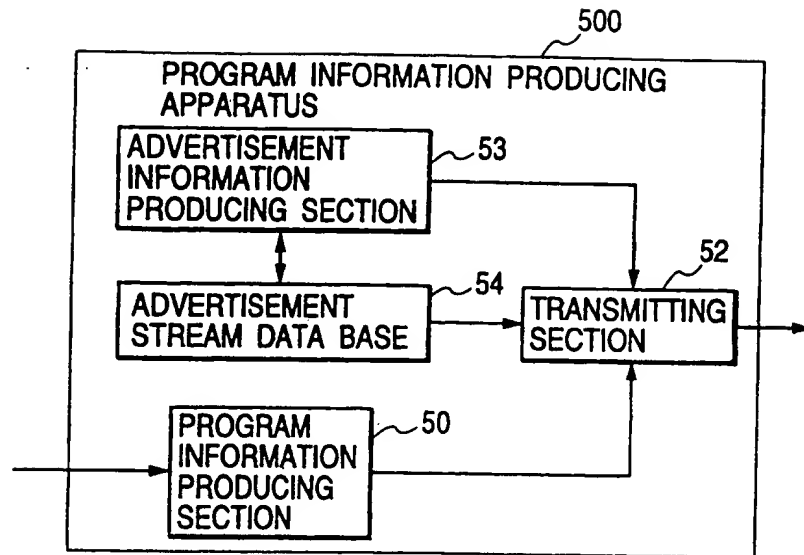 500
PROGRAM INFORMATION PRODUCING
APPARATUS
ADVERTISEMENT
INFORMATION
PRODUCING SECTION
53
ADVERTISEMENT
STREAM DATA BASE
54
TRANSMITTING
SECTION
52
PROGRAM
INFORMATION
PRODUCING
SECTION
50